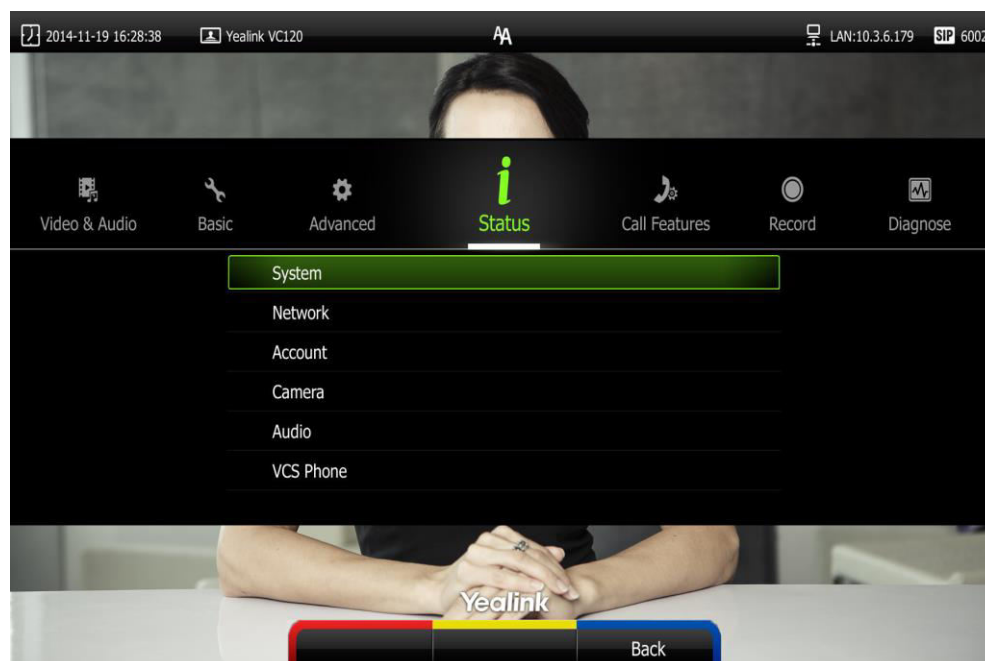 2014-11-19 16:28:38 Yealink VC120 AA LAN:10.3.6.179 SIP 6002
Video & Audio Basic Advanced Status Call Features Record Diagnose
System
Network
Account
Camera
Audio
VCS Phone
Yealink
Back